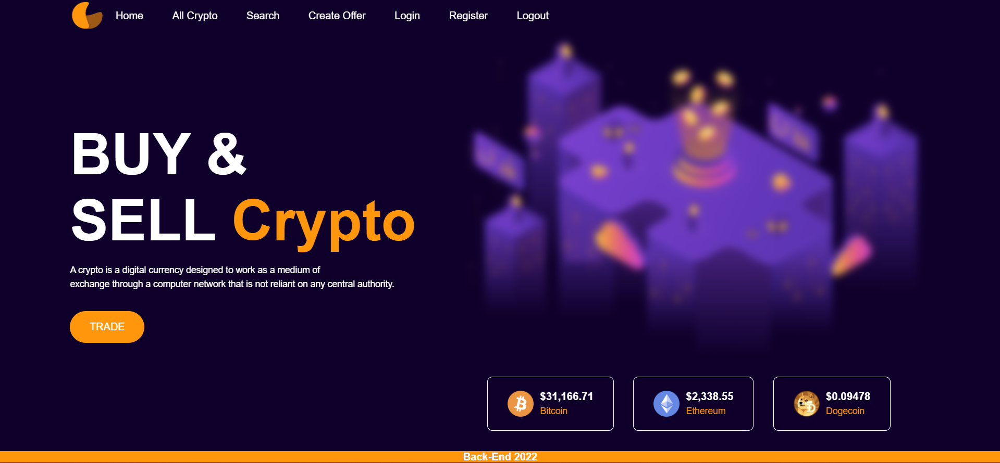 Home All Crypto Search Create Offer Login Register Logout
BUY &
SELL Crypto
A crypto is a digital currency designed to work as a medium of
exchange through a computer network that is not reliant on any central authority.
TRADE
$31,166.71
Bitcoin
$2,338.55
Ethereum
$0.09478
Dogecoin
Back-End 2022